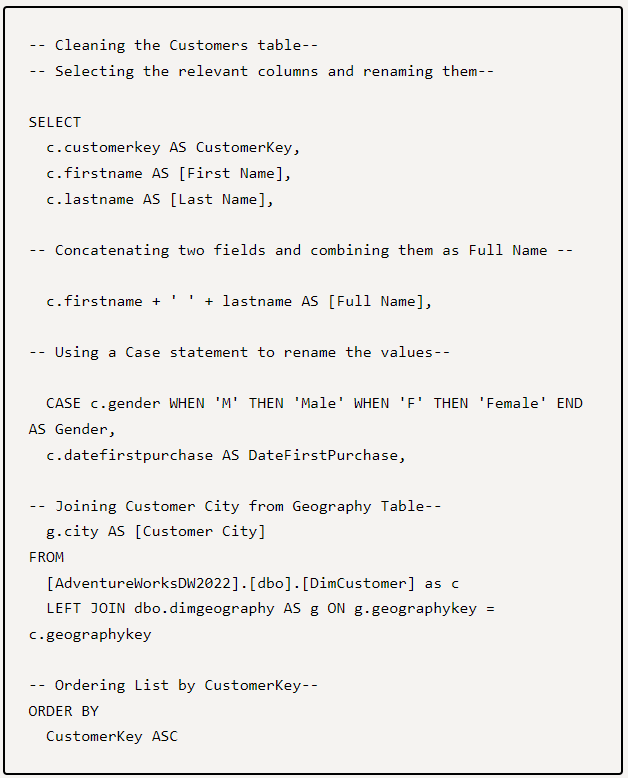 -- Cleaning the Customers table--
-- Selecting the relevant columns and renaming them--
SELECT
c.customerkey AS CustomerKey,
c.firstname AS [First Name],
c.lastname AS [Last Name],
-- Concatenating two fields and combining them as Full Name --
c.firstname + ' ' + lastname AS [Full Name],
-- Using a Case statement to rename the values--
CASE c.gender WHEN 'M' THEN 'Male' WHEN 'F' THEN 'Female' END
AS Gender,
c.datefirstpurchase AS DateFirstPurchase,
-- Joining Customer City from Geography Table--
g.city AS [Customer City]
FROM
[AdventureWorksDW2022].[dbo].[DimCustomer] as c
LEFT JOIN dbo.dimgeography AS g ON g.geographykey =
c.geographykey
-- Ordering List by CustomerKey--
ORDER BY
CustomerKey ASC